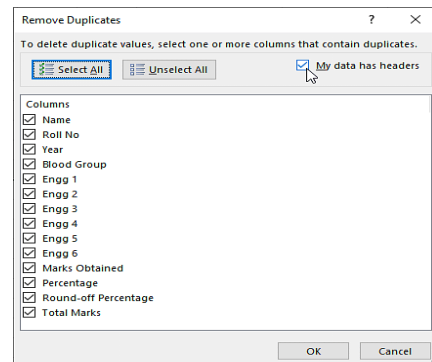 Remove Duplicates ? ×
To delete duplicate values, select one or more columns that contain duplicates.
Select All Unselect All My data has headers
Columns
Name
Roll No
Year
Blood Group
Engg 1
Engg 2
Engg 3
Engg 4
Engg 5
Engg 6
Marks Obtained
Percentage
Round-off Percentage
Total Marks
OK Cancel